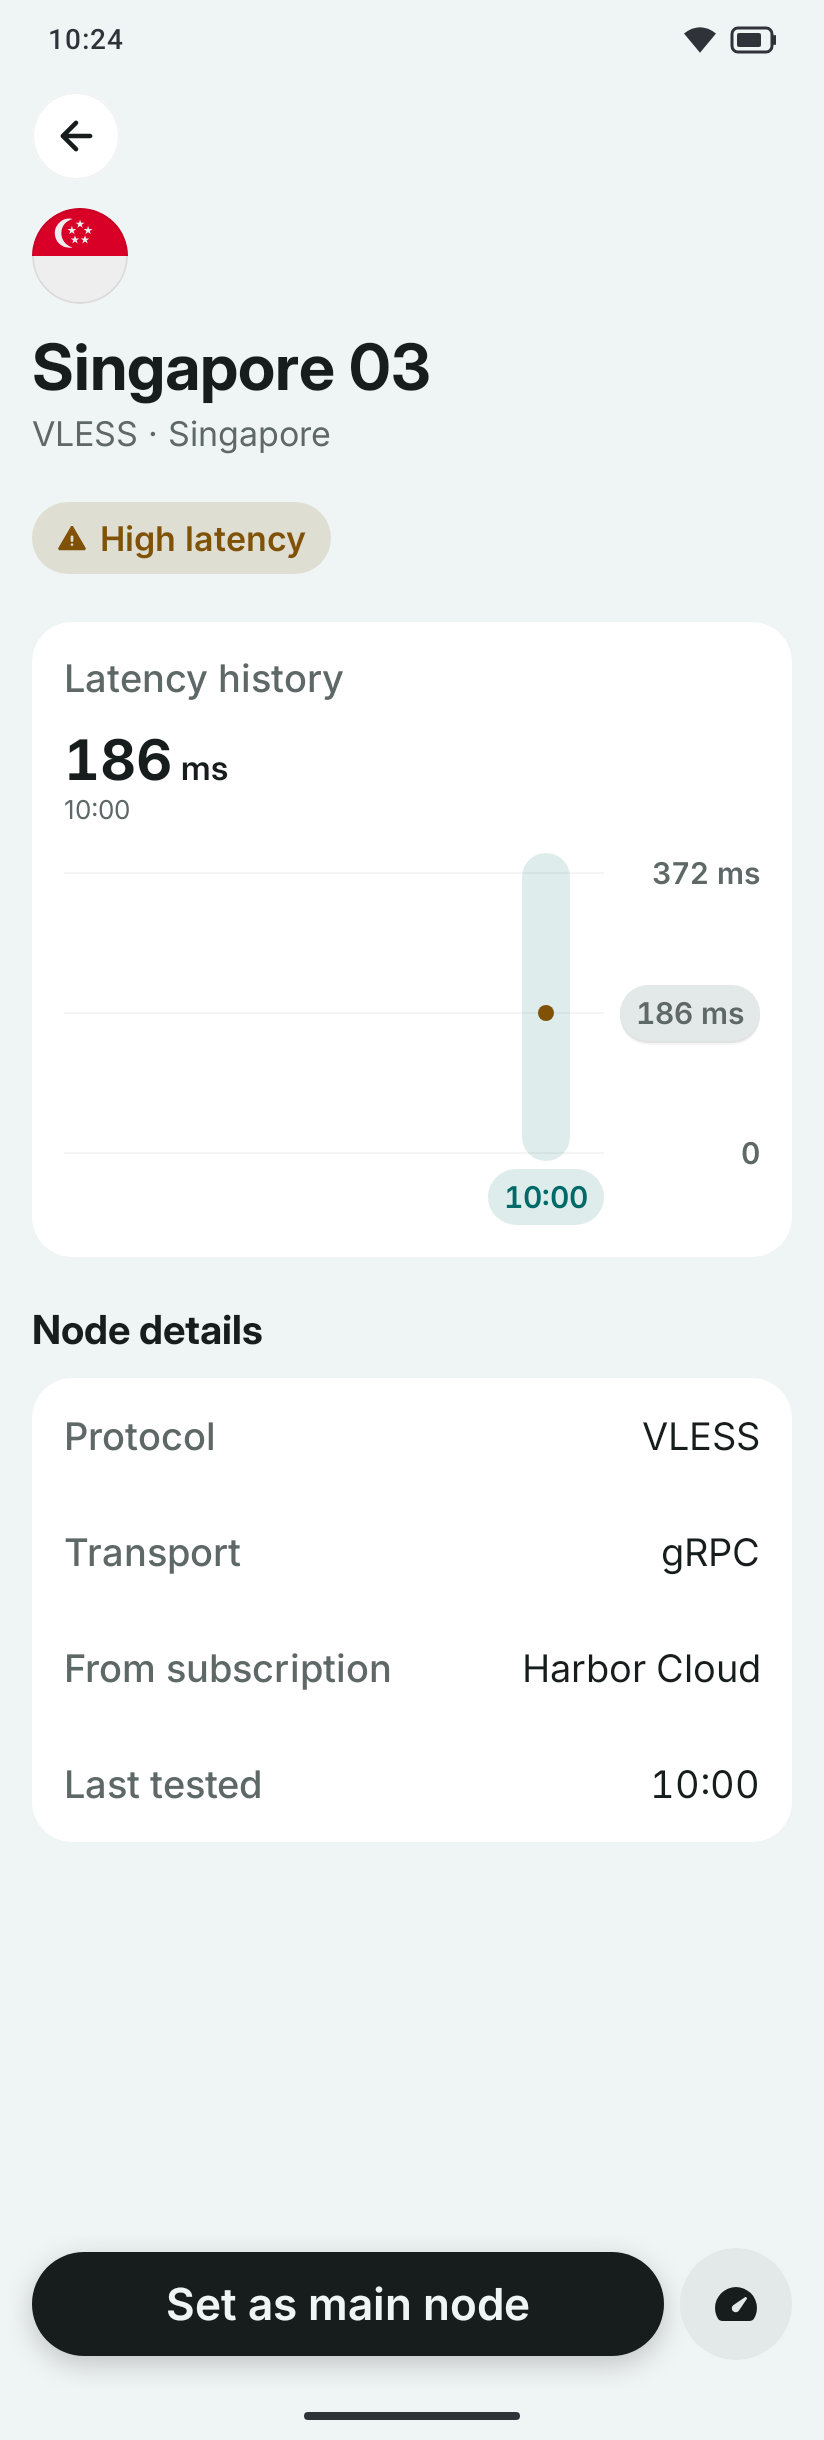 10:24
Singapore 03
VLESS · Singapore
High latency
Latency history
186 ms
10:00
372 ms
186 ms
0
10:00
Node details
Protocol VLESS
Transport gRPC
From subscription Harbor Cloud
Last tested 10:00
Set as main node